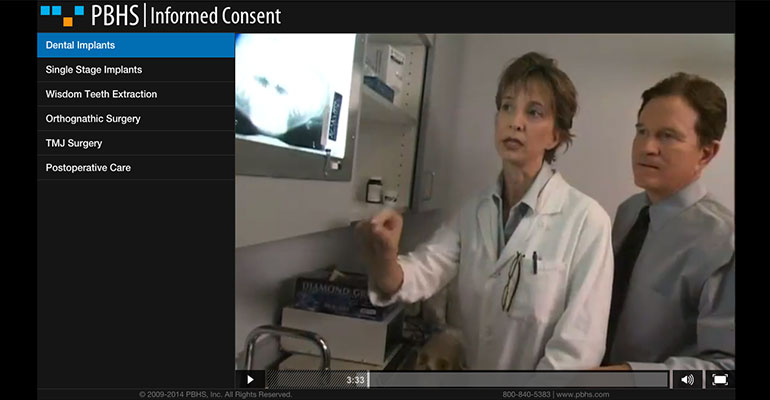 PBHS | Informed Consent
Dental Implants
Single Stage Implants
Wisdom Teeth Extraction
Orthognathic Surgery
TMJ Surgery
Postoperative Care
DIAMOND GR
3:33
© 2009-2014 PBHS, Inc. All Rights Reserved.
800-840-5383 | www.pbhs.com